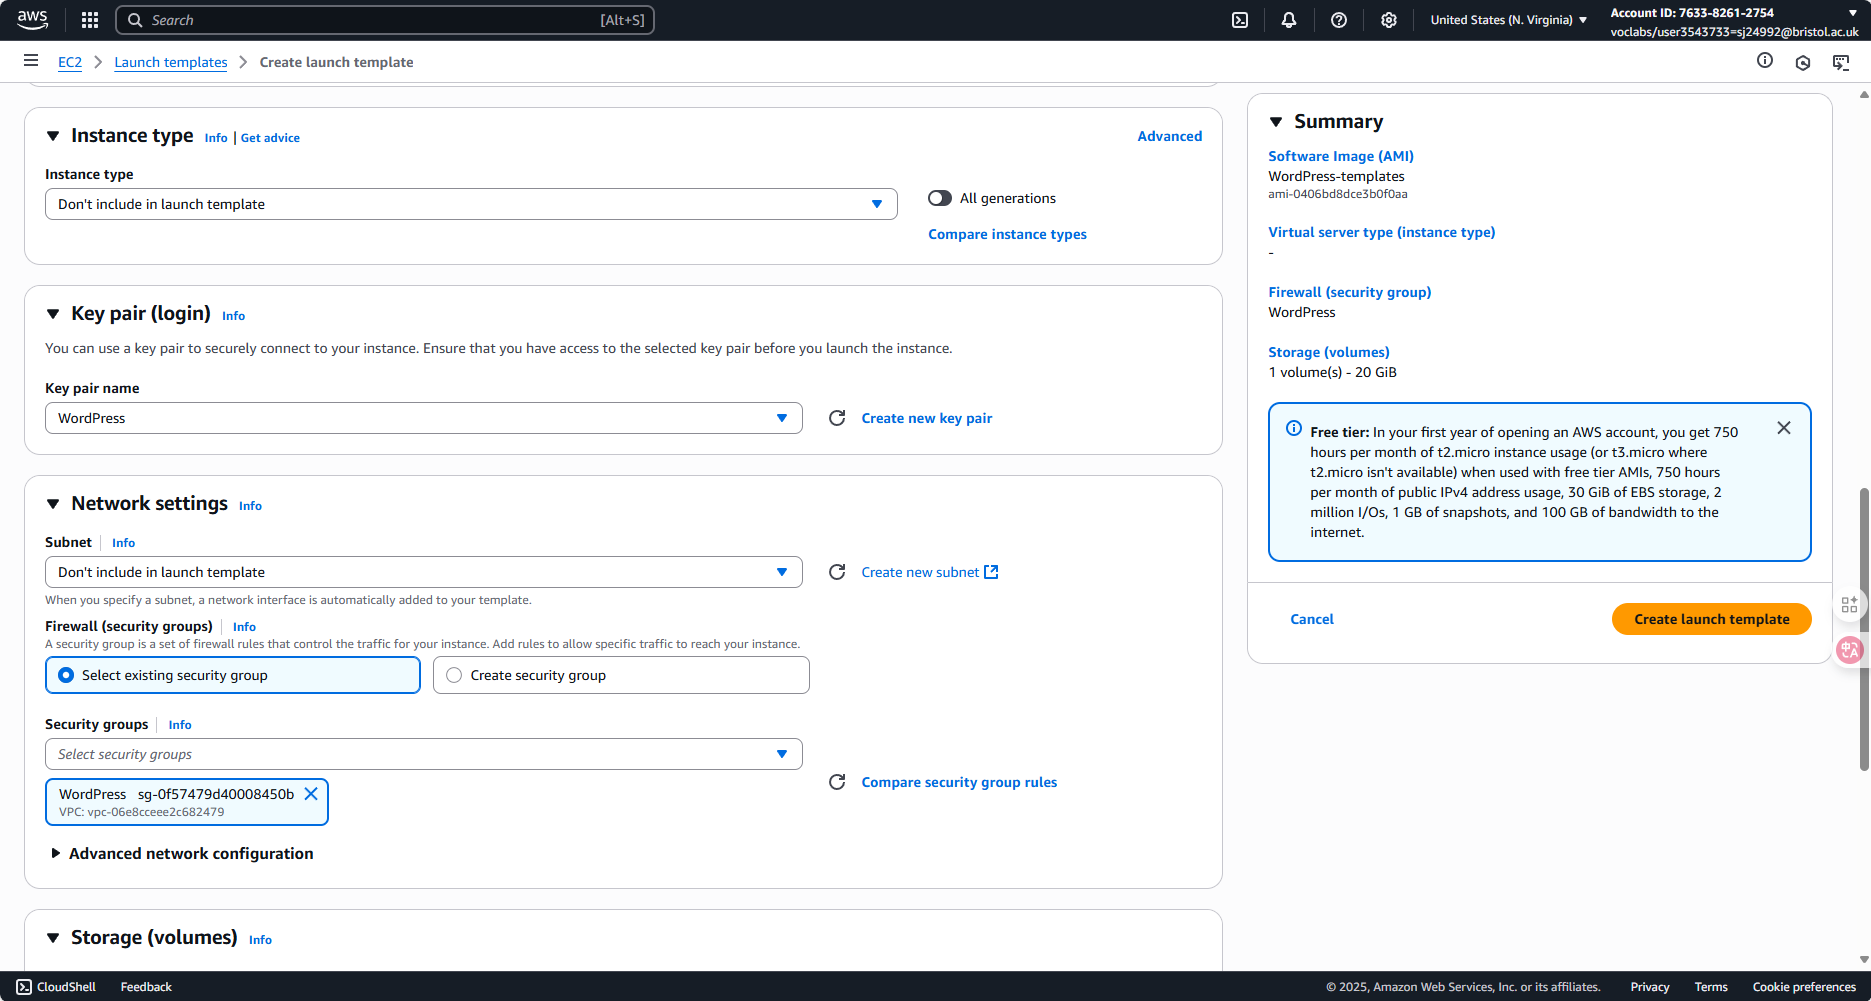 aws
Search [Alt+S]
United States (N. Virginia)
Account ID: 7633-8261-2754
voclabs/user3543733=sj24992@bristol.ac.uk
EC2 > Launch templates > Create launch template
Instance type Info | Get advice
Advanced
Instance type
Don't include in launch template
All generations
Compare instance types
Key pair (login) Info
You can use a key pair to securely connect to your instance. Ensure that you have access to the selected key pair before you launch the instance.
Key pair name
WordPress
Create new key pair
Network settings Info
Subnet | Info
Don't include in launch template
Create new subnet
When you specify a subnet, a network interface is automatically added to your template.
Firewall (security groups) | Info
A security group is a set of firewall rules that control the traffic for your instance. Add rules to allow specific traffic to reach your instance.
Select existing security group
Create security group
Security groups | Info
Select security groups
WordPress sg-0f57479d40008450b
VPC: vpc-06e8cceee2c682479
Compare security group rules
Advanced network configuration
Storage (volumes) Info
Summary
Software Image (AMI)
WordPress-templates
ami-0406bd8dce3b0f0aa
Virtual server type (instance type)
-
Firewall (security group)
WordPress
Storage (volumes)
1 volume(s) - 20 GiB
Free tier: In your first year of opening an AWS account, you get 750
hours per month of t2.micro instance usage (or t3.micro where
t2.micro isn't available) when used with free tier AMIs, 750 hours
per month of public IPv4 address usage, 30 GiB of EBS storage, 2
million I/Os, 1 GB of snapshots, and 100 GB of bandwidth to the
internet.
Cancel
Create launch template
中A
CloudShell
Feedback
© 2025, Amazon Web Services, Inc. or its affiliates.
Privacy
Terms
Cookie preferences